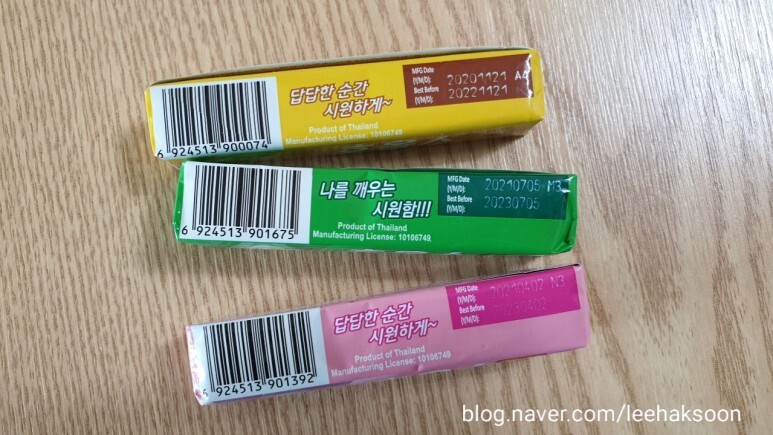 6 924513 900074
답답한 순간
시원하게~
Product of Thailand
Manufacturing License: 10106749
MFG Date
(Y/M/D):
20201121 A4
Best Before
(Y/M/D):
20221121
6 924513 901675
나를 깨우는
시원함!!!
Product of Thailand
Manufacturing License: 10106749
MFG Date
(Y/M/D):
20210705 M3
Best Before
(Y/M/D):
20230705
6 924513 901392
답답한 순간
시원하게~
Product of Thailand
Manufacturing License: 10106749
MFG Date
(Y/M/D):
20210402 N3
Best Before
(Y/M/D):
blog.naver.com/leehaksoon